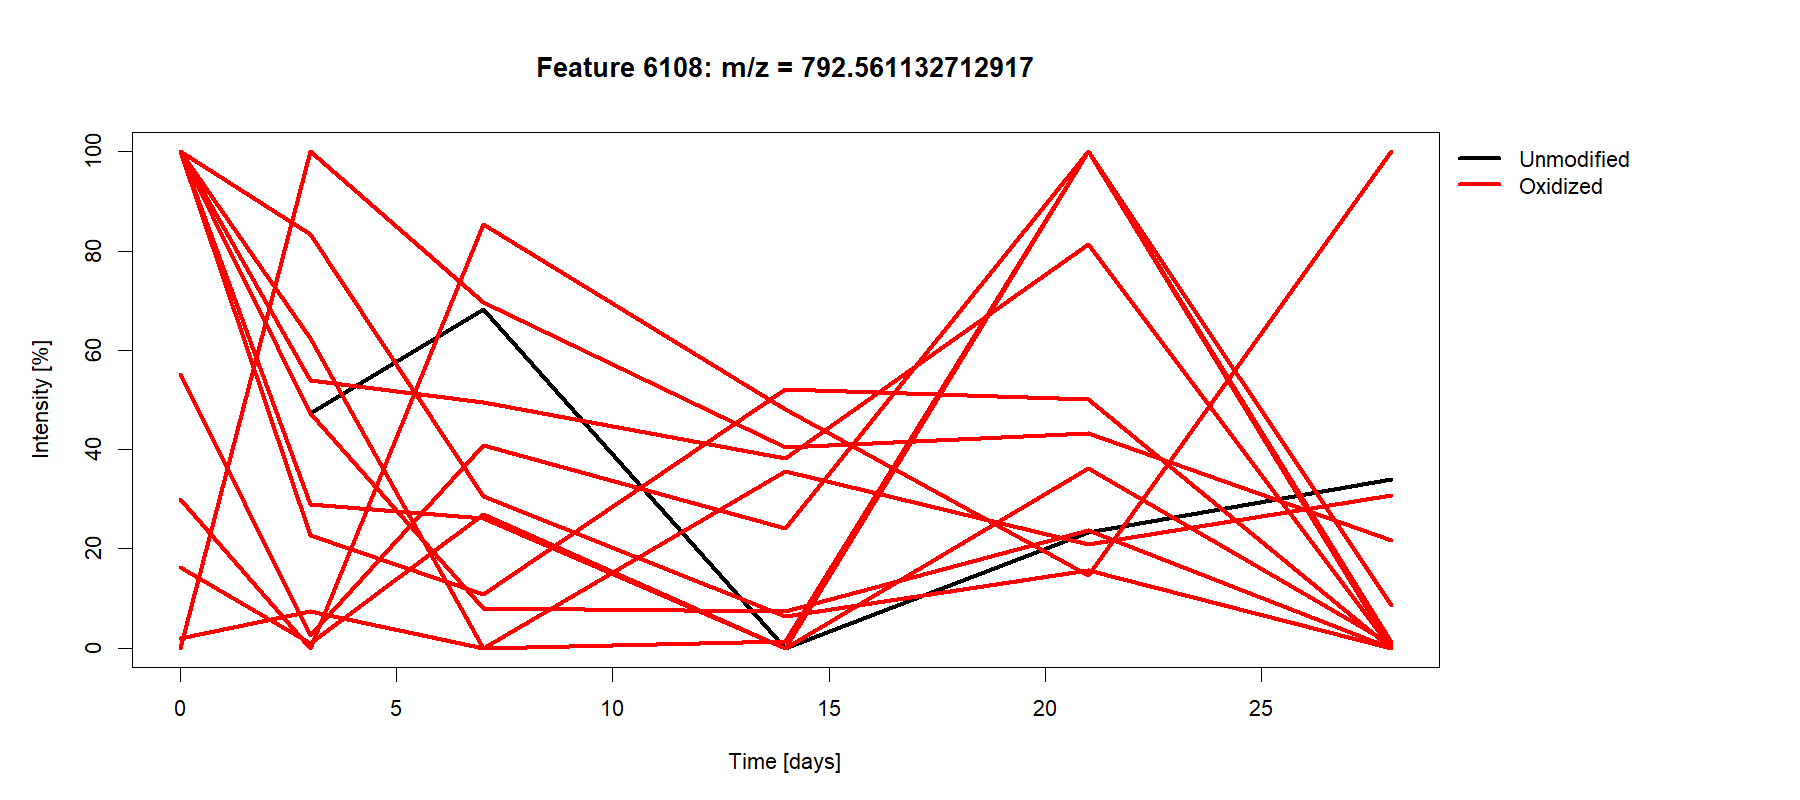 Feature 6108: m/z = 792.561132712917
Unmodified
Oxidized
Intensity [%]
100
80
60
40
20
0
0 5 10 15 20 25
Time [days]